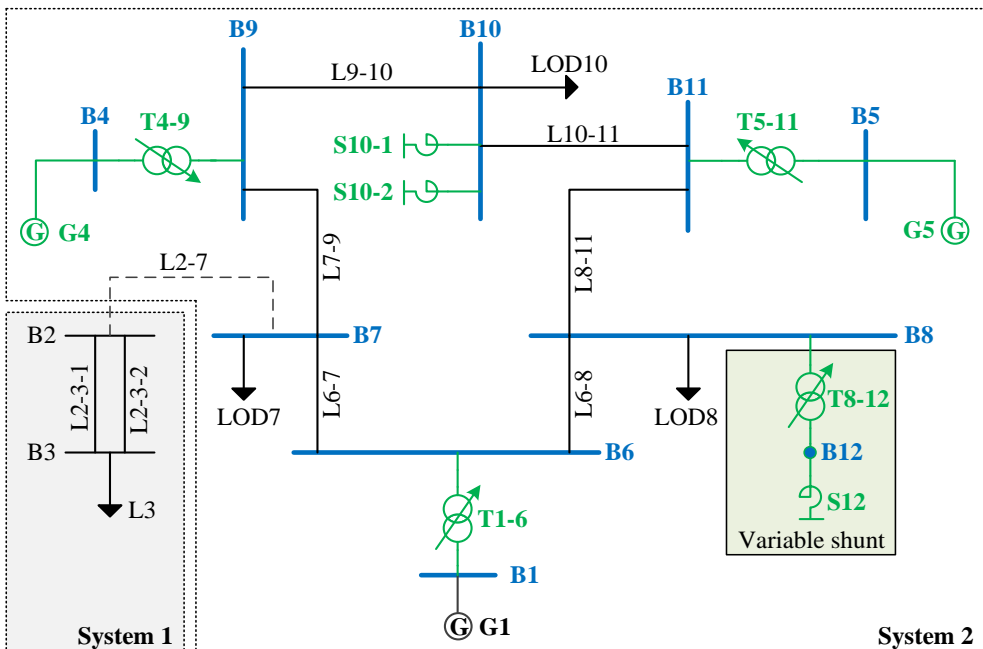 B9
B10
LOD10
L9-10
B11
B4
T4-9
S10-1
L10-11
T5-11
B5
S10-2
G G4
G5 G
L7-9
L8-11
L2-7
B2
B7
B8
L2-3-1
L2-3-2
L6-7
L6-8
T8-12
LOD7
LOD8
B3
B6
B12
L3
T1-6
S12
Variable shunt
B1
G G1
System 1
System 2